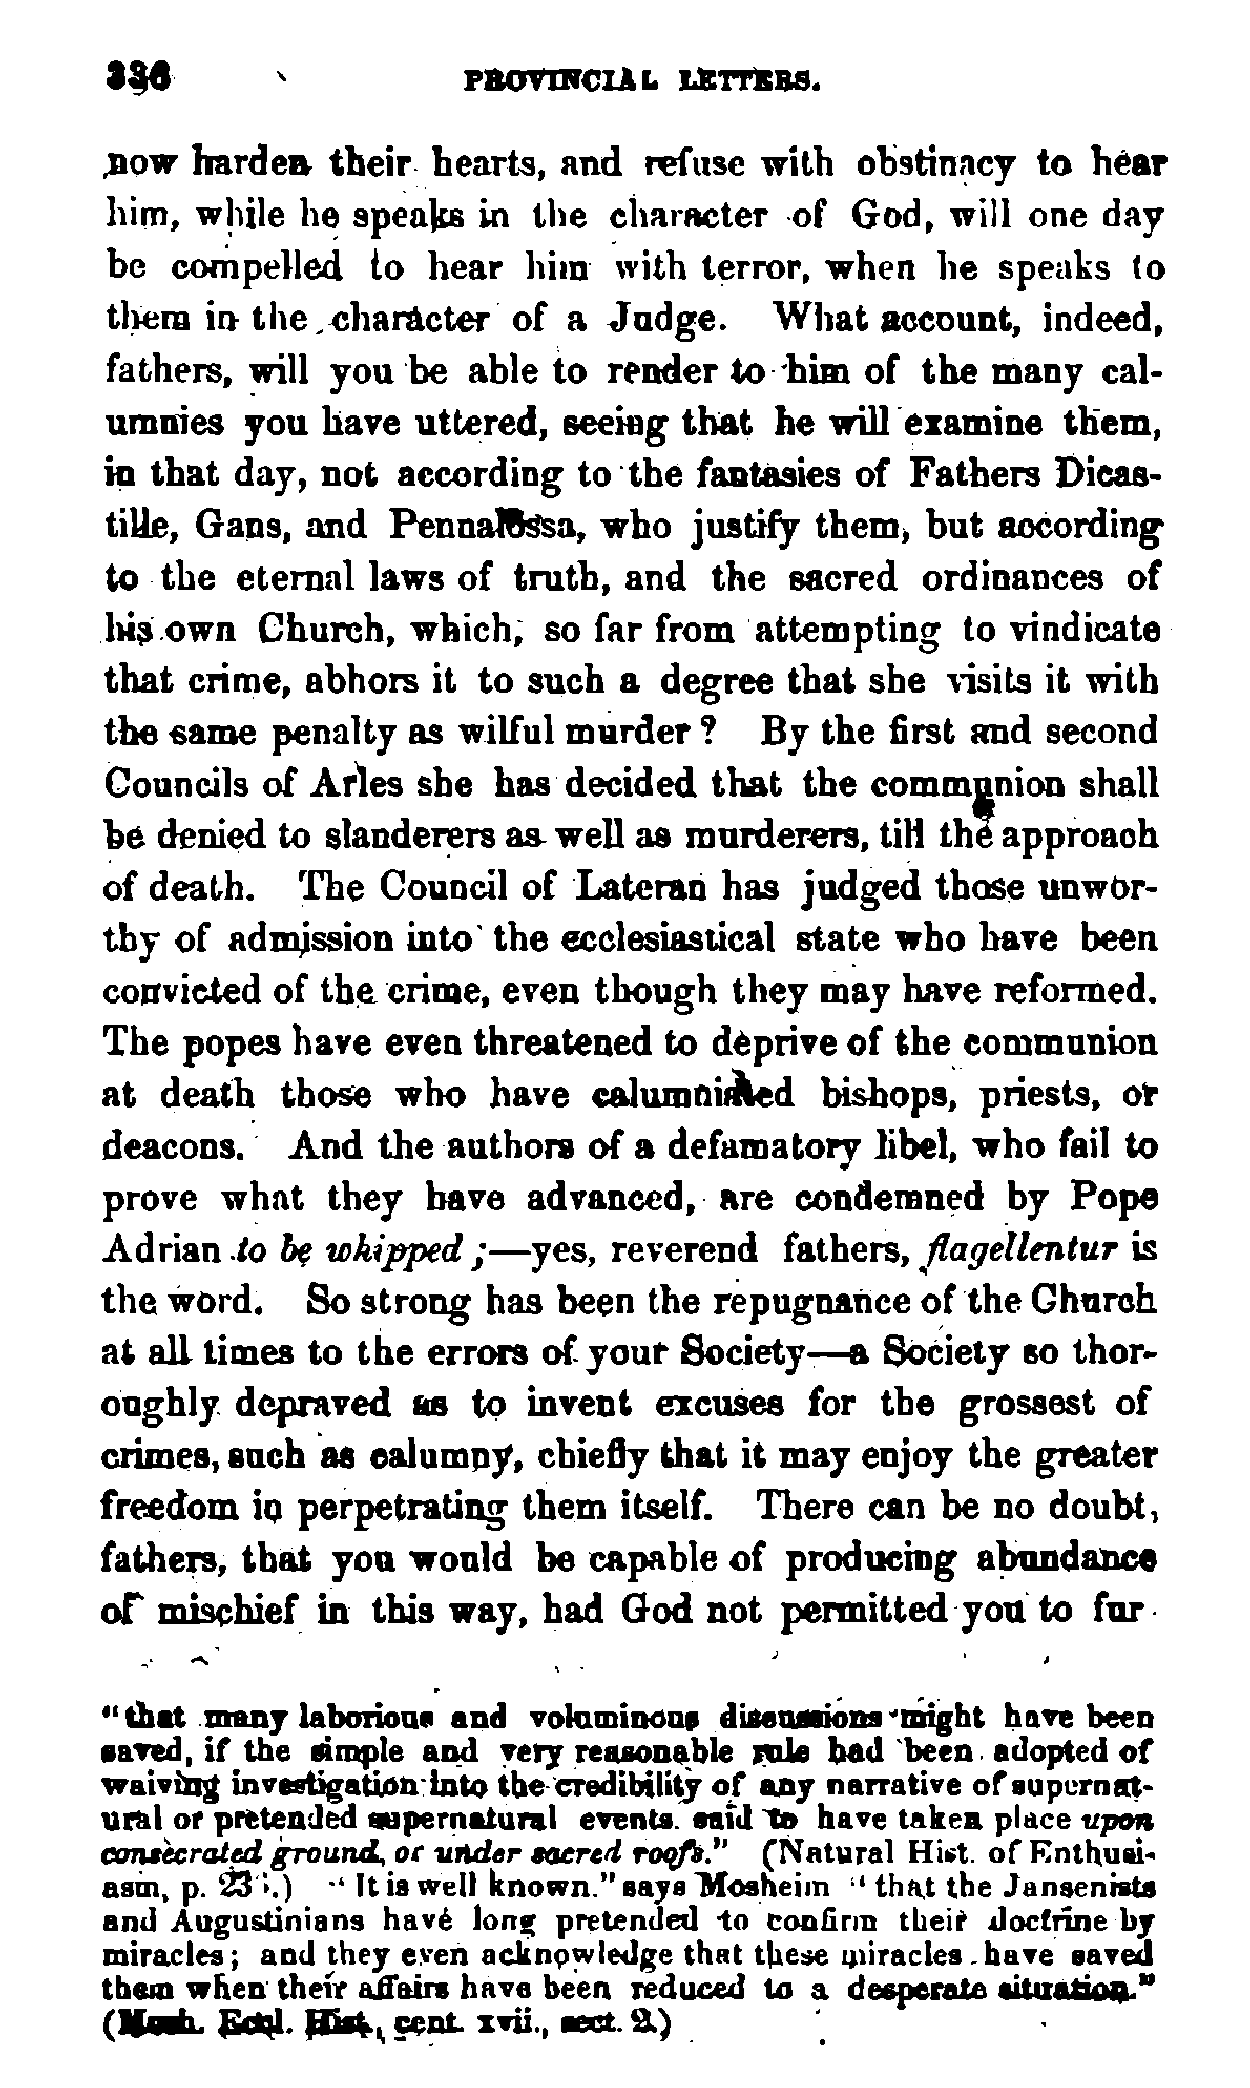 336 PROVINCIAL LETTERS.
now harden their hearts, and refuse with obstinacy to hear
him, while he speaks in the character of God, will one day
be compelled to hear him with terror, when he speaks to
them in the character of a Judge. What account, indeed,
fathers, will you be able to render to him of the many cal-
umnies you have uttered, seeing that he will examine them,
in that day, not according to the fantasies of Fathers Dicas-
tille, Gans, and Pennalossa, who justify them, but according
to the eternal laws of truth, and the sacred ordinances of
his own Church, which, so far from attempting to vindicate
that crime, abhors it to such a degree that she visits it with
the same penalty as wilful murder? By the first and second
Councils of Arles she has decided that the communion shall
be denied to slanderers as well as murderers, till the approach
of death. The Council of Lateran has judged those unwor-
thy of admission into the ecclesiastical state who have been
convicted of the crime, even though they may have reformed.
The popes have even threatened to deprive of the communion
at death those who have calumniated bishops, priests, or
deacons. And the authors of a defamatory libel, who fail to
prove what they have advanced, are condemned by Pope
Adrian to be whipped;—yes, reverend fathers, flagellentur is
the word. So strong has been the repugnance of the Church
at all times to the errors of your Society—a Society so thor-
oughly depraved as to invent excuses for the grossest of
crimes, such as calumny, chiefly that it may enjoy the greater
freedom in perpetrating them itself. There can be no doubt,
fathers, that you would be capable of producing abundance
of mischief in this way, had God not permitted you to fur-
"that many laborious and voluminous discussions might have been
saved, if the simple and very reasonable rule had been adopted of
waiving investigation into the credibility of any narrative of supernat-
ural or pretended supernatural events said to have taken place upon
consecrated ground, or under sacred roofs." (Natural Hist. of Enthusi-
asm, p. 23 .) "It is well known." says Mosheim "that the Jansenists
and Augustinians have long pretended to confirm their doctrine by
miracles; and they even acknowledge that these miracles have saved
them when their affairs have been reduced to a desperate situation."
(Mosh. Eccl. Hist., cent. xvii., sect. 2.)